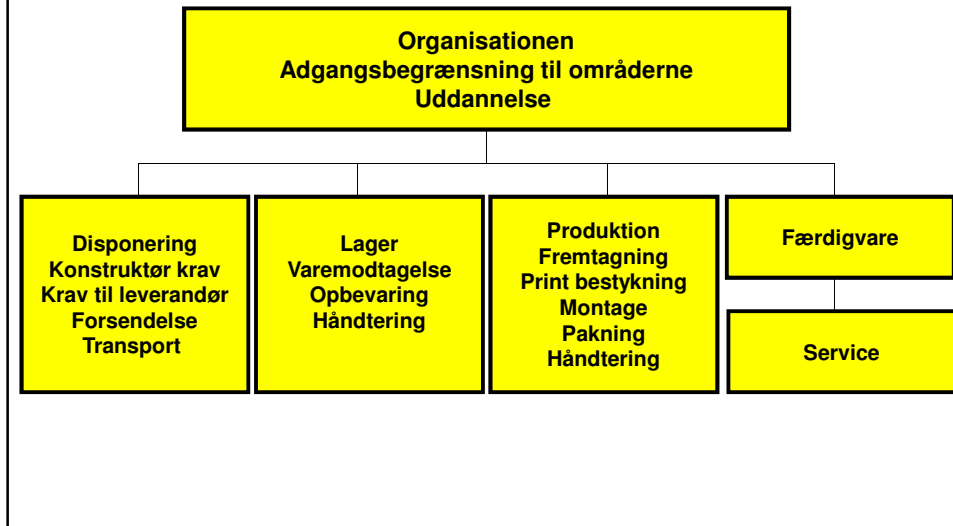 Organisationen
Adgangsbegrænsning til områderne
Uddannelse
Disponering
Konstruktør krav
Krav til leverandør
Forsendelse
Transport
Lager
Varemodtagelse
Opbevaring
Håndtering
Produktion
Fremtagning
Print bestykning
Montage
Pakning
Håndtering
Færdigvare
Service